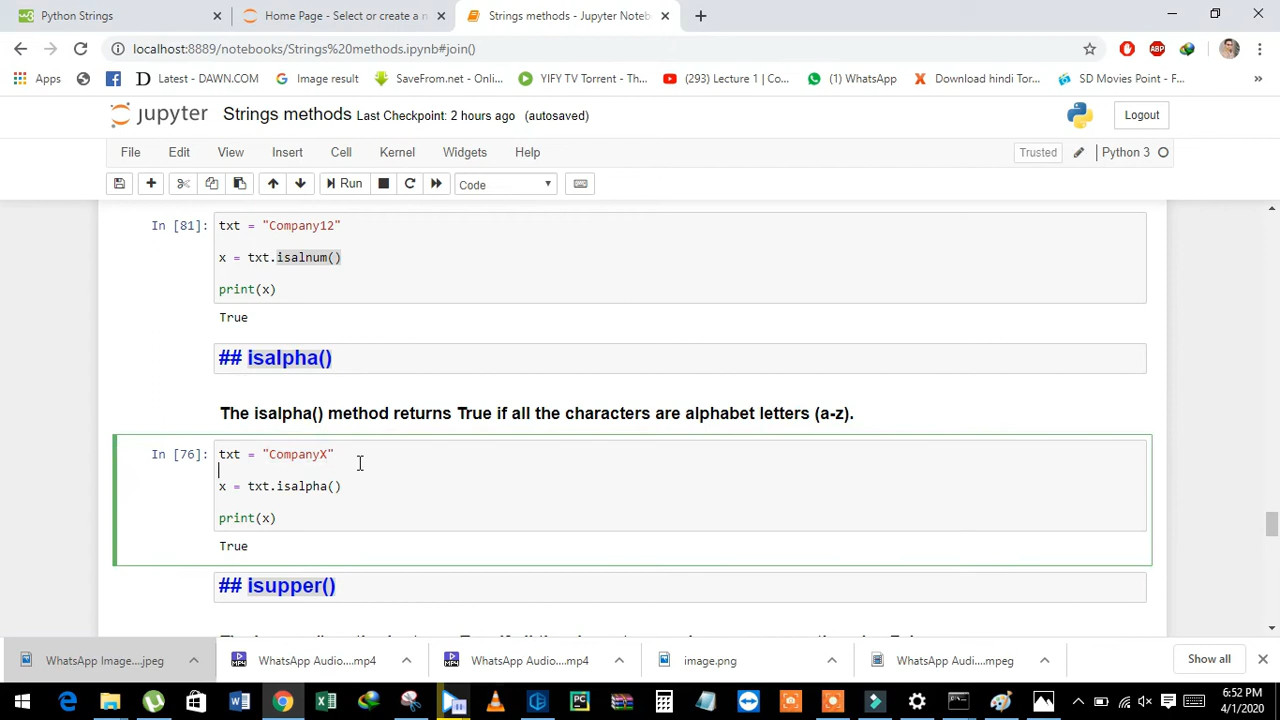 Python Strings
Home Page - Select or create a n
Strings methods - Jupyter Notebo
localhost:8889/notebooks/Strings%20methods.ipynb#join()
ABP
Apps
Latest - DAWN.COM
Image result
SaveFrom.net - Onl...
YIFY TV Torrent - Th...
(293) Lecture 1 | Co...
(1) WhatsApp
Download hindi Tor...
SD Movies Point - F...
»
jupyter Strings methods Last Checkpoint: 2 hours ago (autosaved)
Logout
File Edit View Insert Cell Kernel Widgets Help
Trusted
Python 3
Run
Code
In [81]: txt = "Company12"
x = txt.isalnum()
print(x)
True
## isalpha()
The isalpha() method returns True if all the characters are alphabet letters (a-z).
In [76]: txt = "CompanyX"
x = txt.isalpha()
print(x)
True
## isupper()
WhatsApp Image....jpeg
WhatsApp Audio....mp4
WhatsApp Audio....mp4
image.png
WhatsApp Audi....mpeg
Show all
6:52 PM
4/1/2020